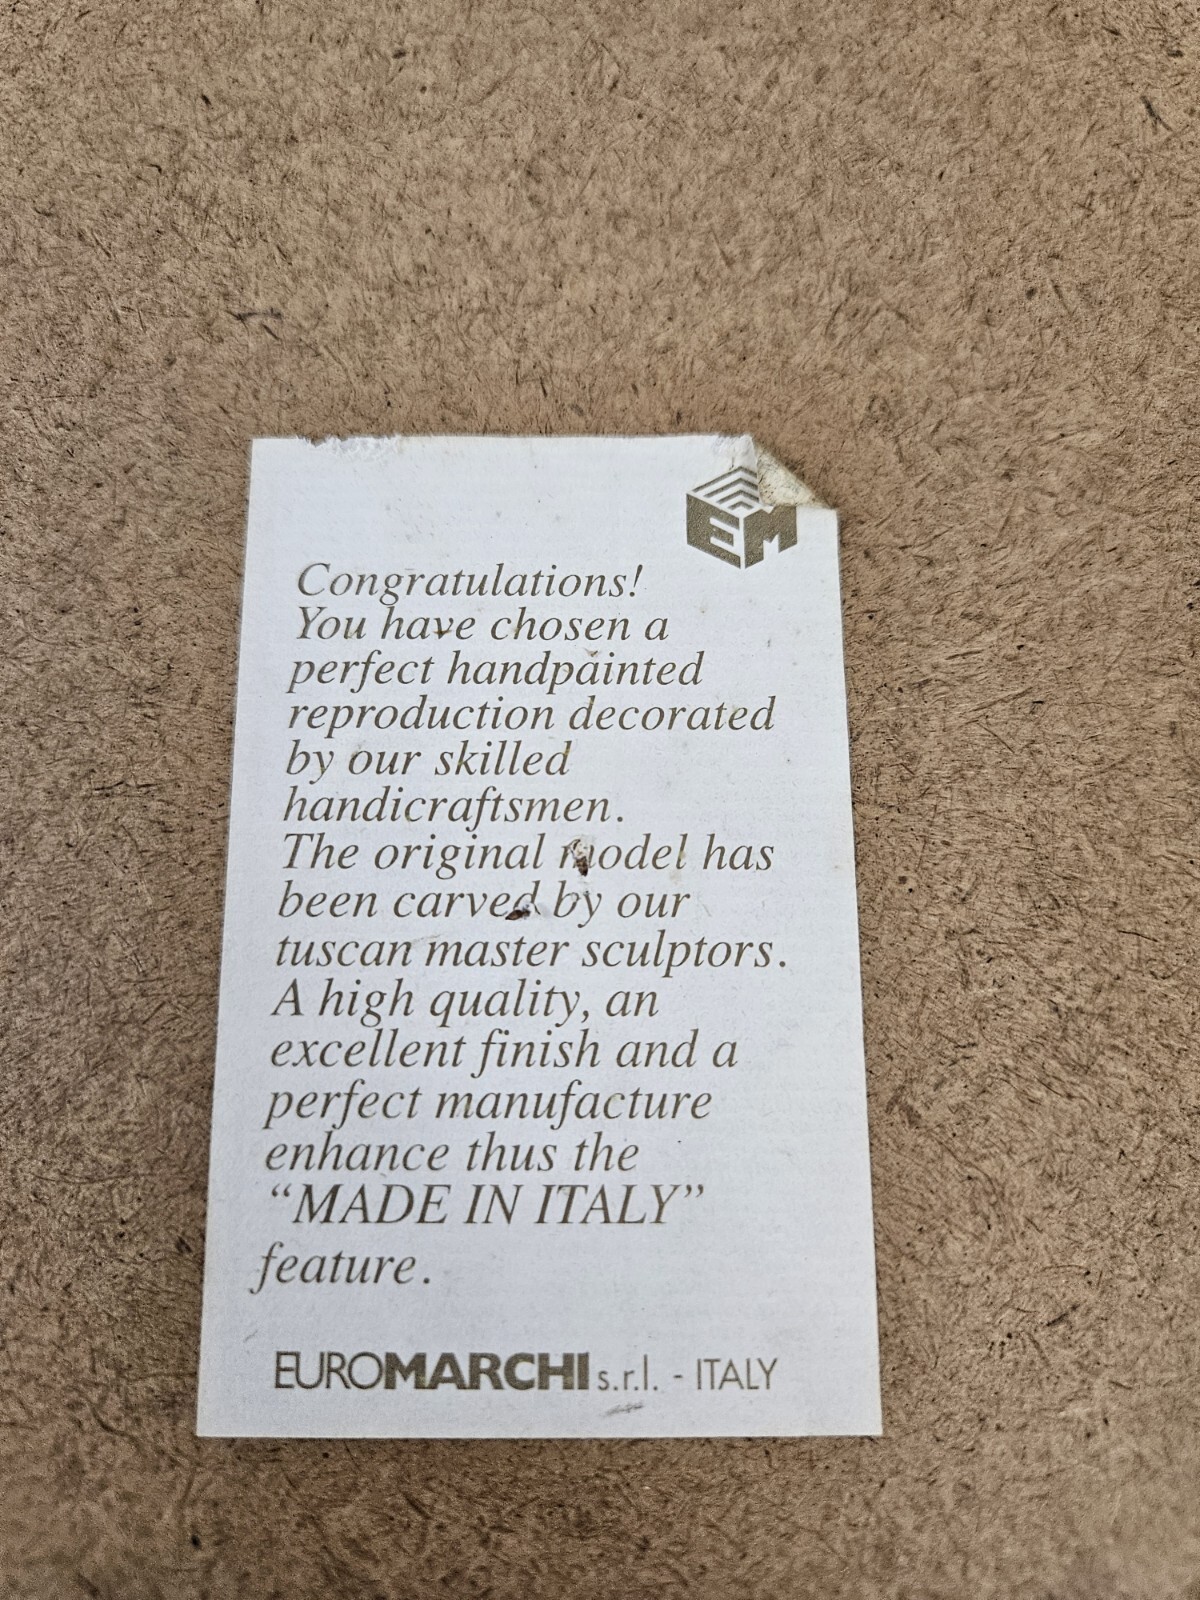 EM
Congratulations!
You have chosen a
perfect handpainted
reproduction decorated
by our skilled
handicraftsmen.
The original model has
been carved by our
tuscan master sculptors.
A high quality, an
excellent finish and a
perfect manufacture
enhance thus the
“MADE IN ITALY”
feature.
EUROMARCHI s.r.l. - ITALY